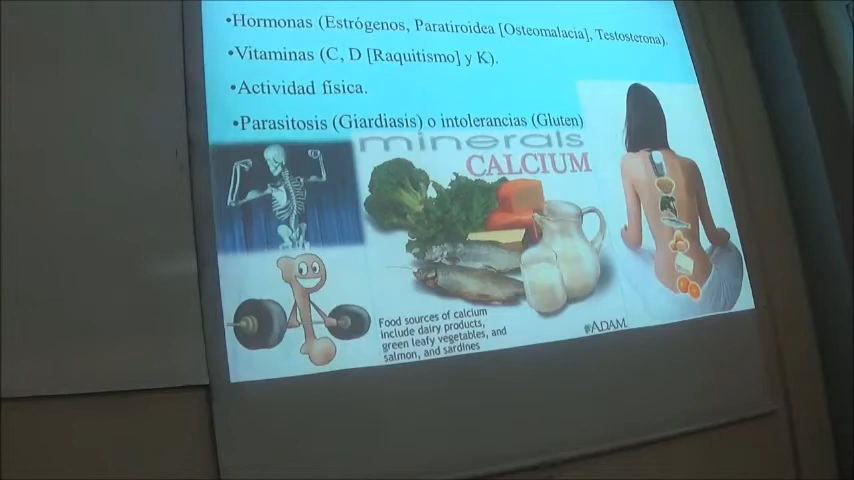 •Hormonas (Estrógenos, Paratiroidea [Osteomalacia], Testosterona).
•Vitaminas (C, D [Raquitismo] y K).
•Actividad física.
•Parasitosis (Giardiasis) o intolerancias (Gluten)
minerals
CALCIUM
Food sources of calcium
include dairy products,
green leafy vegetables, and
salmon, and sardines
ADAM.